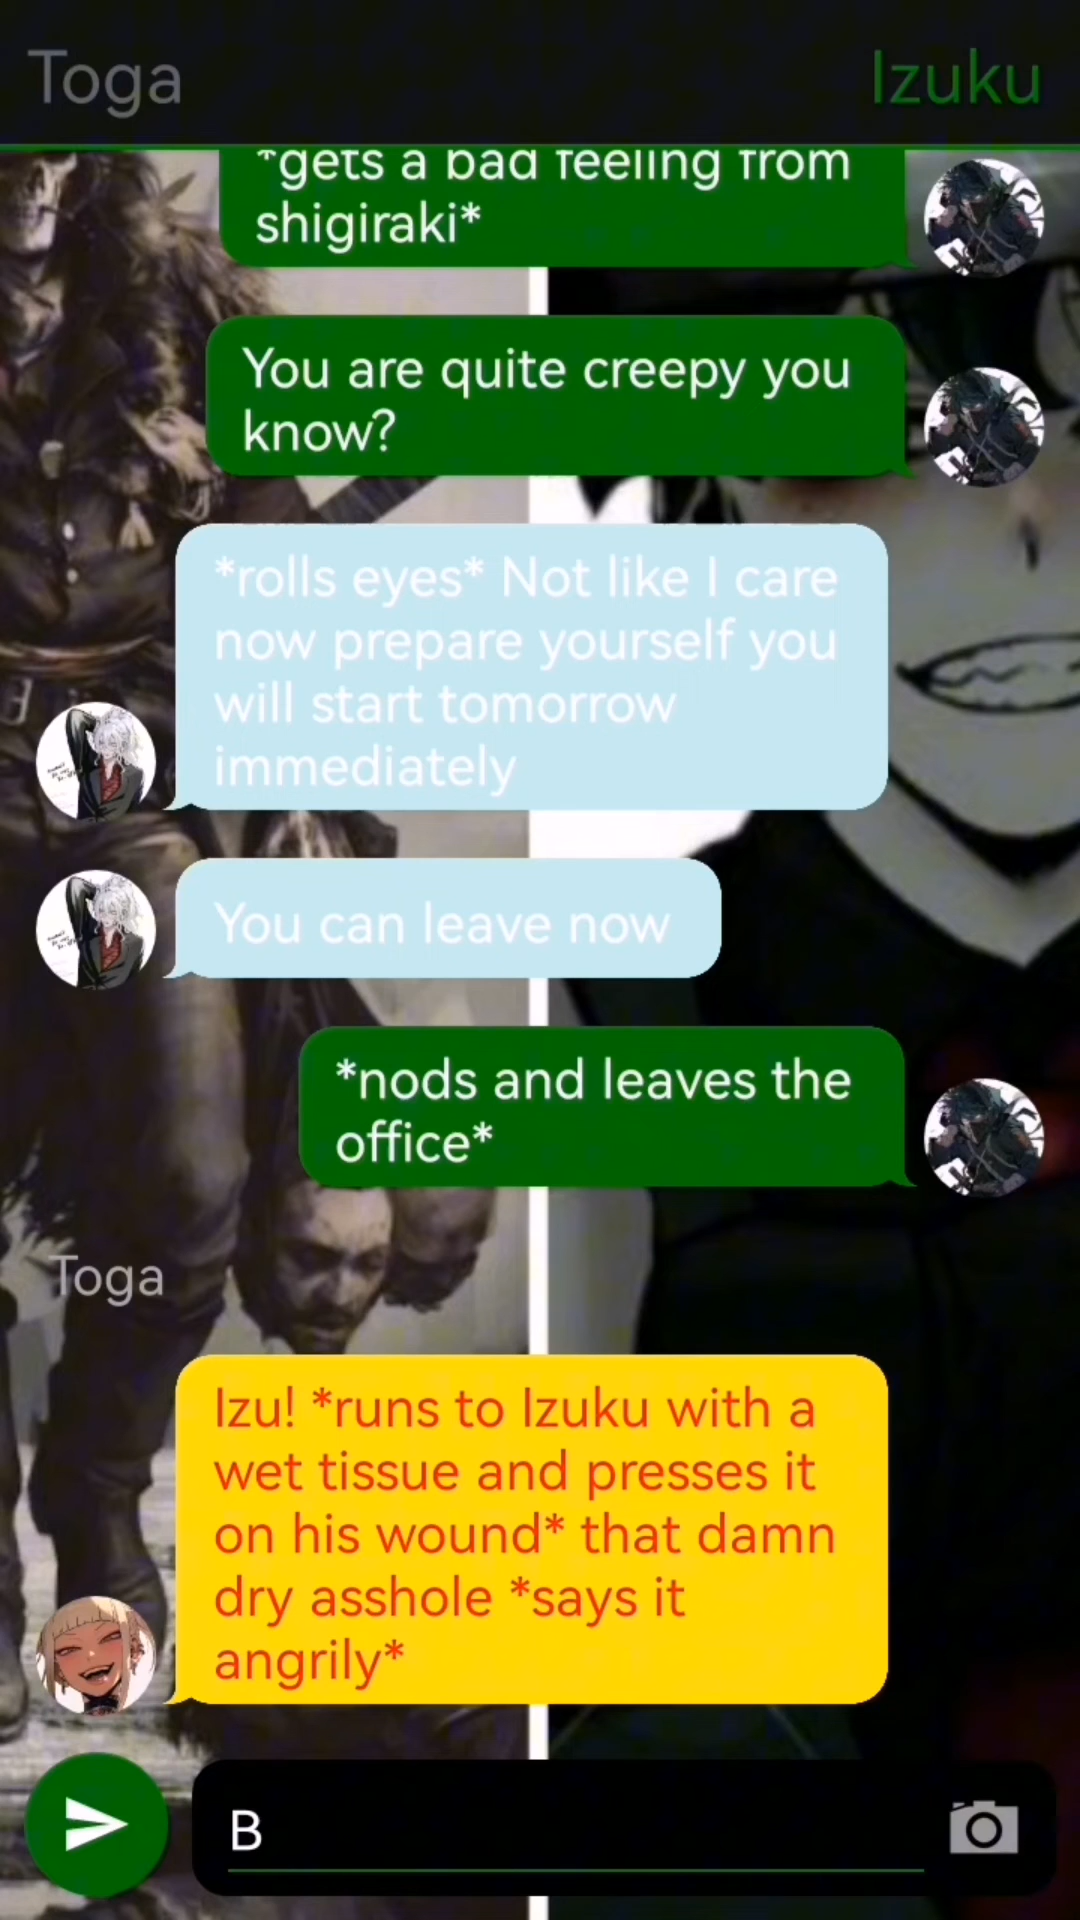 Toga
Izuku
*gets a bad feeling from
shigiraki*
You are quite creepy you
know?
*rolls eyes* Not like I care
now prepare yourself you
will start tomorrow
immediately
You can leave now
*nods and leaves the
office*
Toga
Izu! *runs to Izuku with a
wet tissue and presses it
on his wound* that damn
dry asshole *says it
angrily*
B